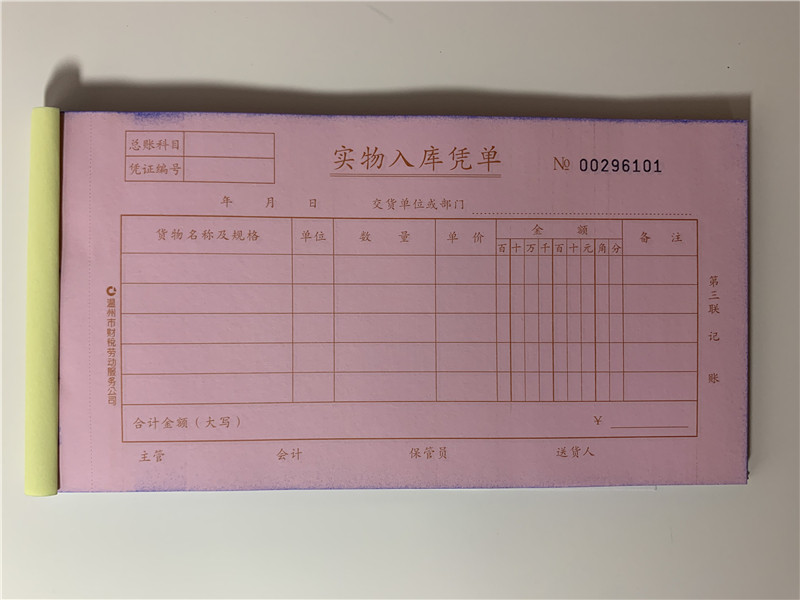 总账科目
凭证编号
实物入库凭单
№ 00296101
年 月 日 交货单位或部门
货物名称及规格 单位 数量 单价 金额 备注
百 十 万 千 百 十 元 角 分
合计金额（大写） ¥
主管 会计 保管员 送货人
第三联 记账
温州市财税劳动服务公司